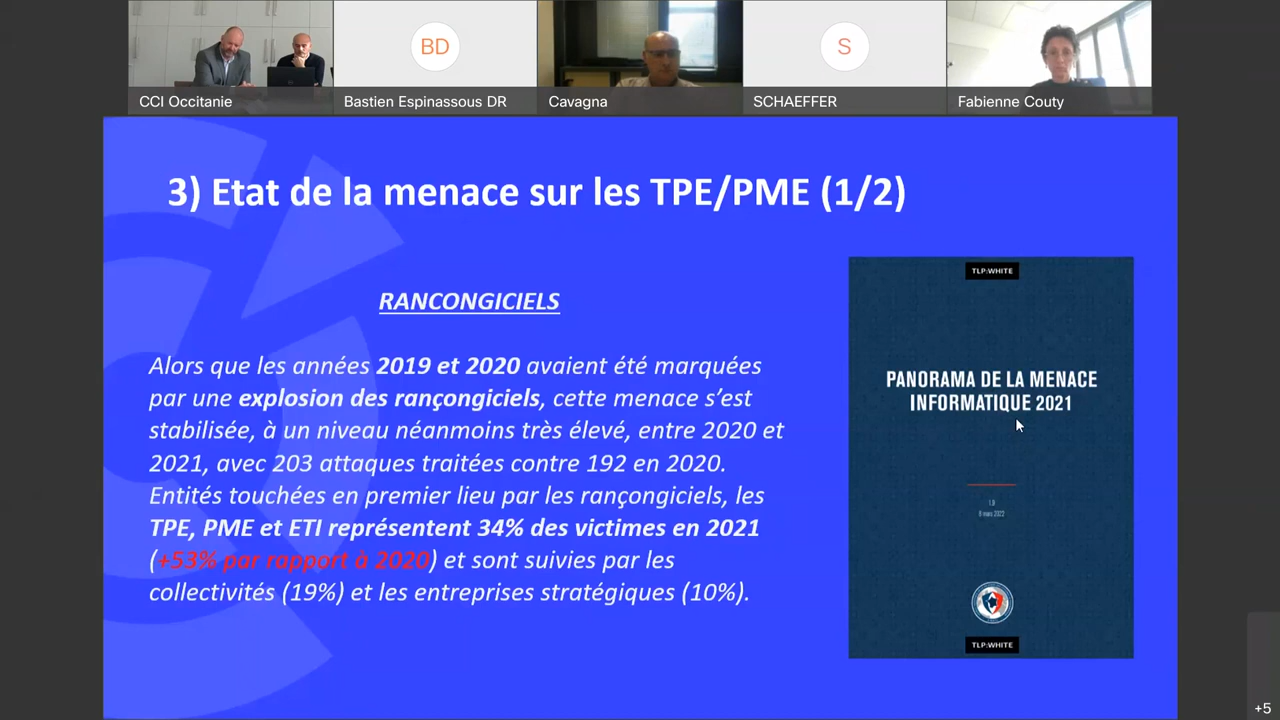 BD
S
CCI Occitanie
Bastien Espinassous DR
Cavagna
SCHAEFFER
Fabienne Couty
3) Etat de la menace sur les TPE/PME (1/2)
RANCONGICIELS
Alors que les années 2019 et 2020 avaient été marquées
par une explosion des rançongiciels, cette menace s’est
stabilisée, à un niveau néanmoins très élevé, entre 2020 et
2021, avec 203 attaques traitées contre 192 en 2020.
Entités touchées en premier lieu par les rançongiciels, les
TPE, PME et ETI représentent 34% des victimes en 2021
(+53% par rapport à 2020) et sont suivies par les
collectivités (19%) et les entreprises stratégiques (10%).
TLP:WHITE
PANORAMA DE LA MENACE
INFORMATIQUE 2021
1.0
8 mars 2022
TLP:WHITE
+5